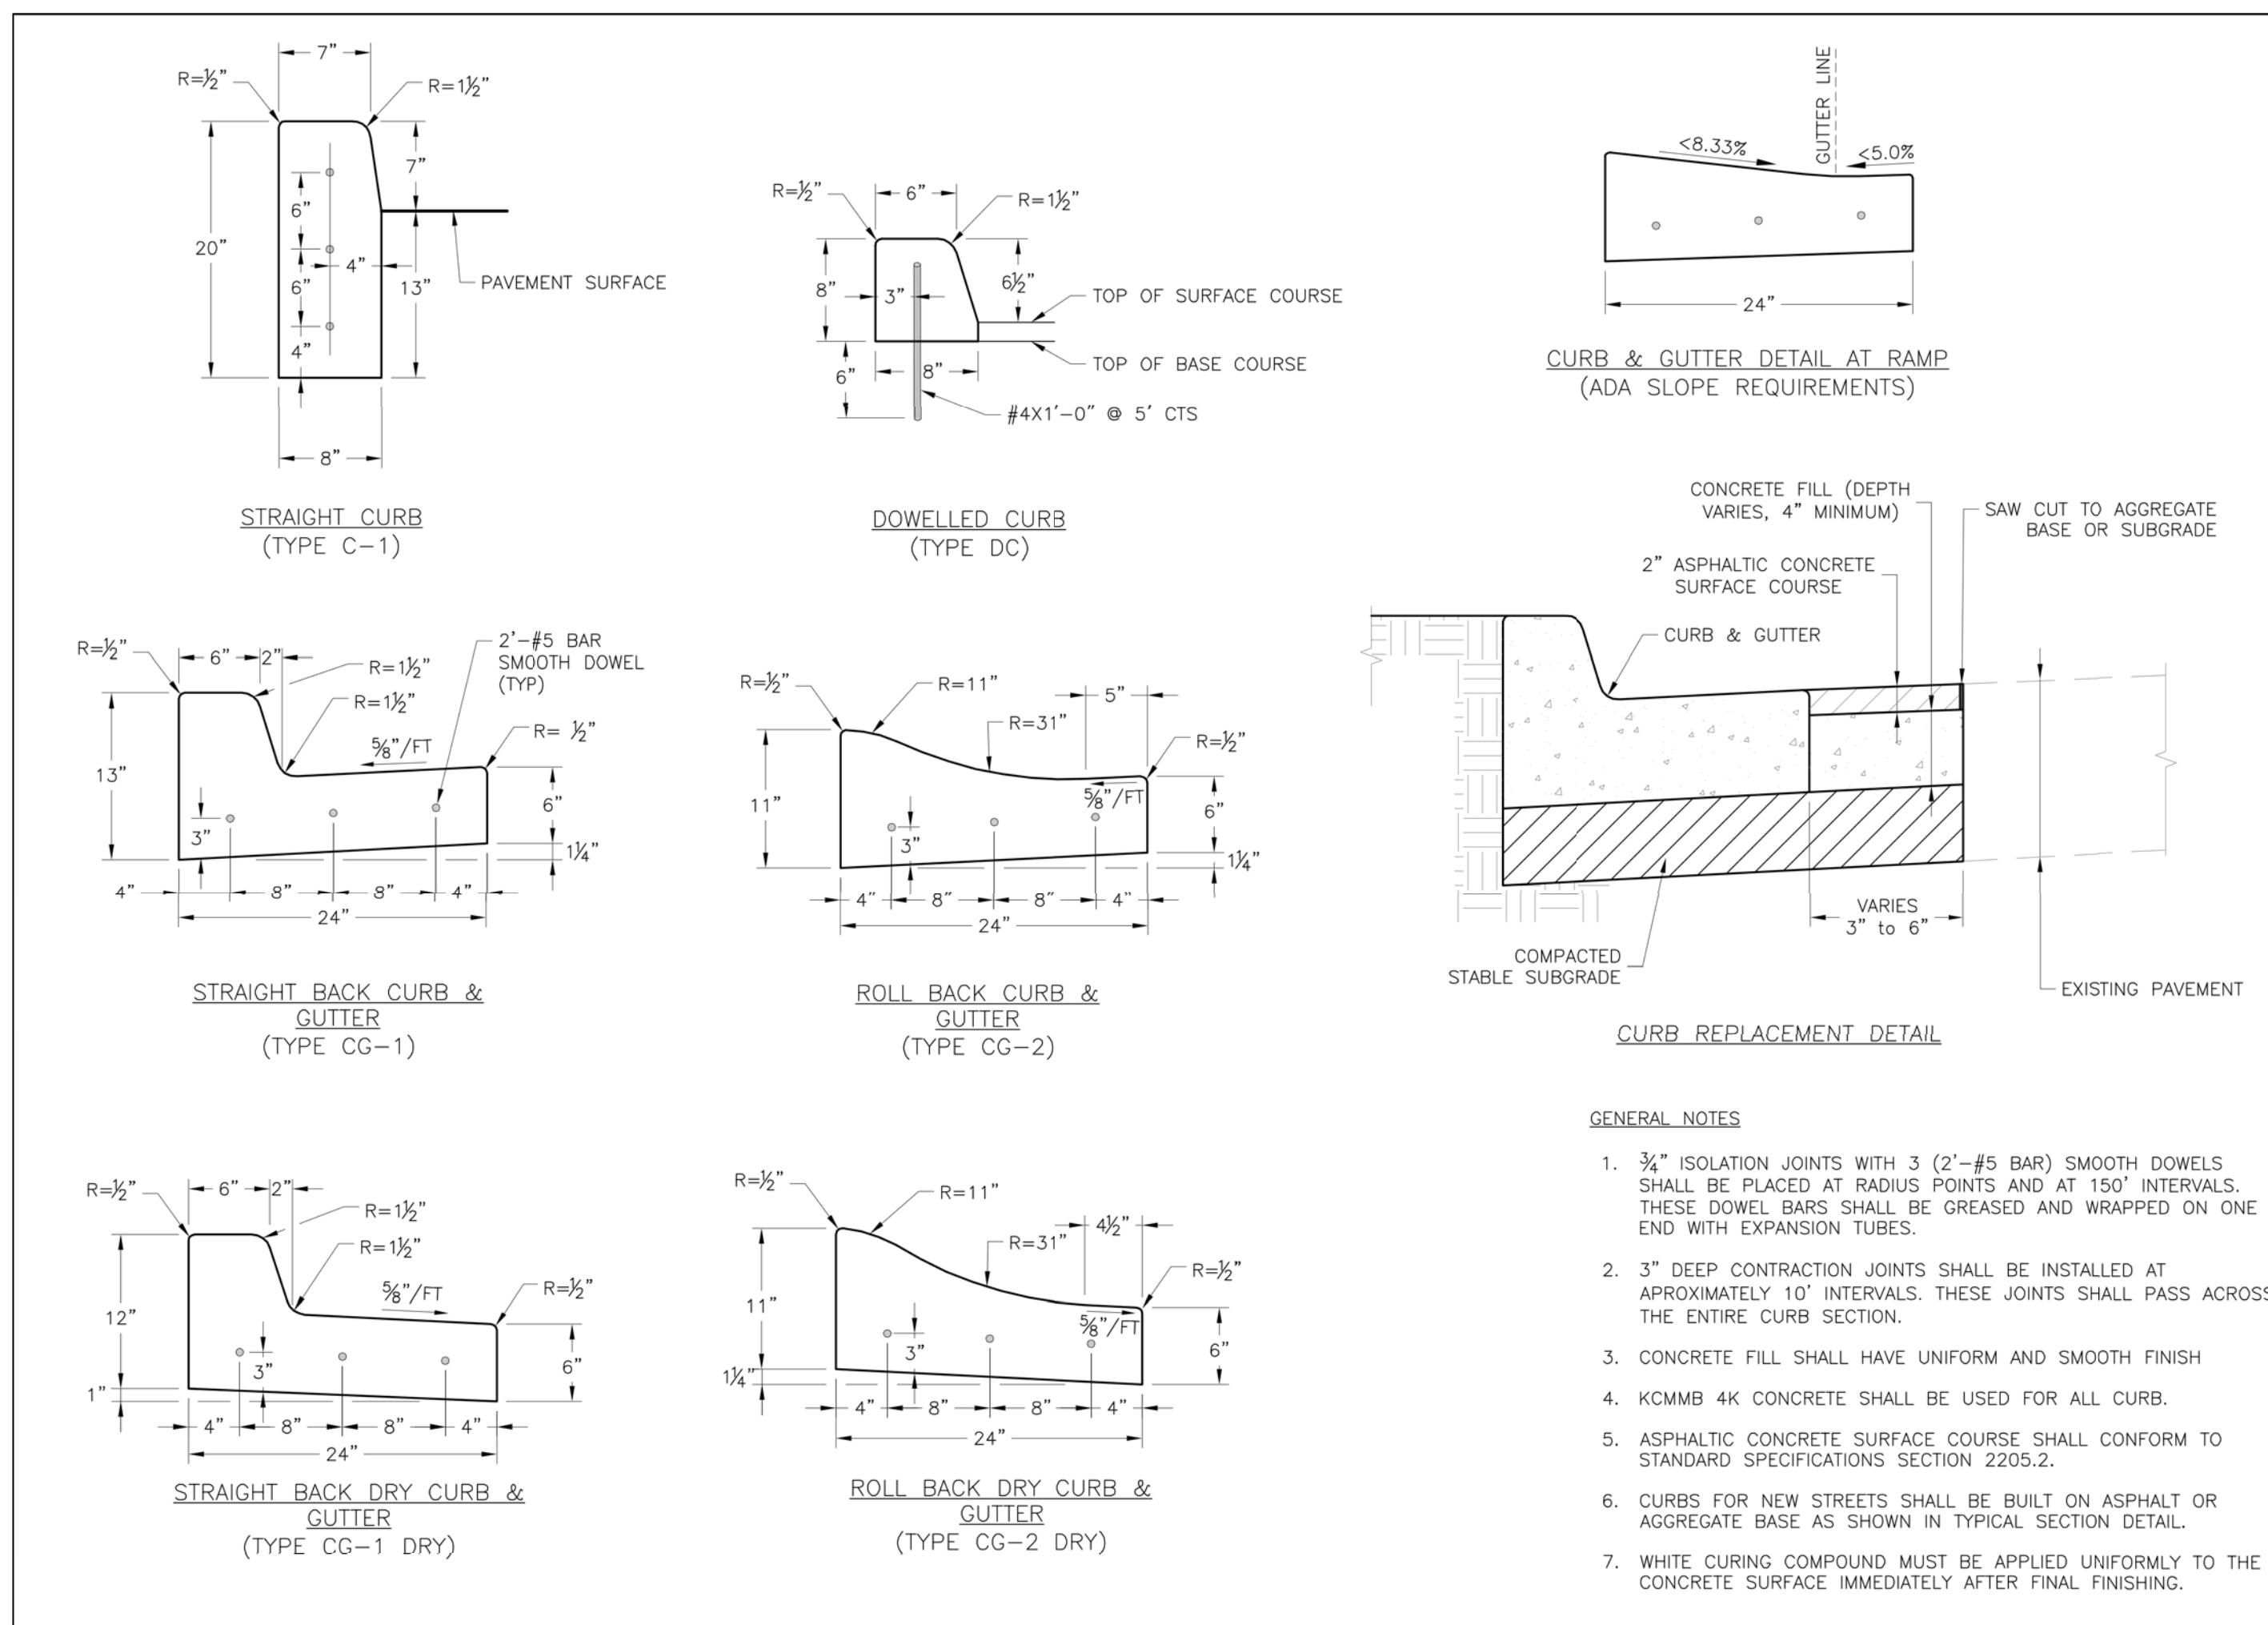 7”
R=½”
R=1½”
7”
6”
20”
4”
6”
13”
PAVEMENT SURFACE
4”
8”
STRAIGHT CURB
(TYPE C–1)
6”
R=½”
R=1½”
8”
3”
6½”
TOP OF SURFACE COURSE
TOP OF BASE COURSE
6”
8”
#4X1’–0” @ 5’ CTS
DOWELLED CURB
(TYPE DC)
GUTTER LINE
<8.33%
<5.0%
24”
CURB & GUTTER DETAIL AT RAMP
(ADA SLOPE REQUIREMENTS)
R=½”
6”
2”
R=1½”
R=1½”
2’–#5 BAR
SMOOTH DOWEL
(TYP)
R= ½”
⅝”/FT
13”
3”
6”
1¼”
4”
8”
8”
4”
24”
STRAIGHT BACK CURB &
GUTTER
(TYPE CG–1)
R=½”
R=11”
R=31”
5”
R=½”
⅝”/FT
11”
3”
6”
1¼”
4”
8”
8”
4”
24”
ROLL BACK CURB &
GUTTER
(TYPE CG–2)
CONCRETE FILL (DEPTH
VARIES, 4” MINIMUM)
SAW CUT TO AGGREGATE
BASE OR SUBGRADE
2” ASPHALTIC CONCRETE
SURFACE COURSE
CURB & GUTTER
VARIES
3” to 6”
COMPACTED
STABLE SUBGRADE
EXISTING PAVEMENT
CURB REPLACEMENT DETAIL
R=½”
6”
2”
R=1½”
R=1½”
⅝”/FT
R=½”
12”
3”
6”
1”
4”
8”
8”
4”
24”
STRAIGHT BACK DRY CURB &
GUTTER
(TYPE CG–1 DRY)
R=½”
R=11”
R=31”
4½”
R=½”
⅝”/FT
11”
3”
6”
1¼”
4”
8”
8”
4”
24”
ROLL BACK DRY CURB &
GUTTER
(TYPE CG–2 DRY)
GENERAL NOTES
1. ¾” ISOLATION JOINTS WITH 3 (2’–#5 BAR) SMOOTH DOWELS
SHALL BE PLACED AT RADIUS POINTS AND AT 150’ INTERVALS.
THESE DOWEL BARS SHALL BE GREASED AND WRAPPED ON ONE
END WITH EXPANSION TUBES.
2. 3” DEEP CONTRACTION JOINTS SHALL BE INSTALLED AT
APROXIMATELY 10’ INTERVALS. THESE JOINTS SHALL PASS ACROSS
THE ENTIRE CURB SECTION.
3. CONCRETE FILL SHALL HAVE UNIFORM AND SMOOTH FINISH
4. KCMMB 4K CONCRETE SHALL BE USED FOR ALL CURB.
5. ASPHALTIC CONCRETE SURFACE COURSE SHALL CONFORM TO
STANDARD SPECIFICATIONS SECTION 2205.2.
6. CURBS FOR NEW STREETS SHALL BE BUILT ON ASPHALT OR
AGGREGATE BASE AS SHOWN IN TYPICAL SECTION DETAIL.
7. WHITE CURING COMPOUND MUST BE APPLIED UNIFORMLY TO THE
CONCRETE SURFACE IMMEDIATELY AFTER FINAL FINISHING.